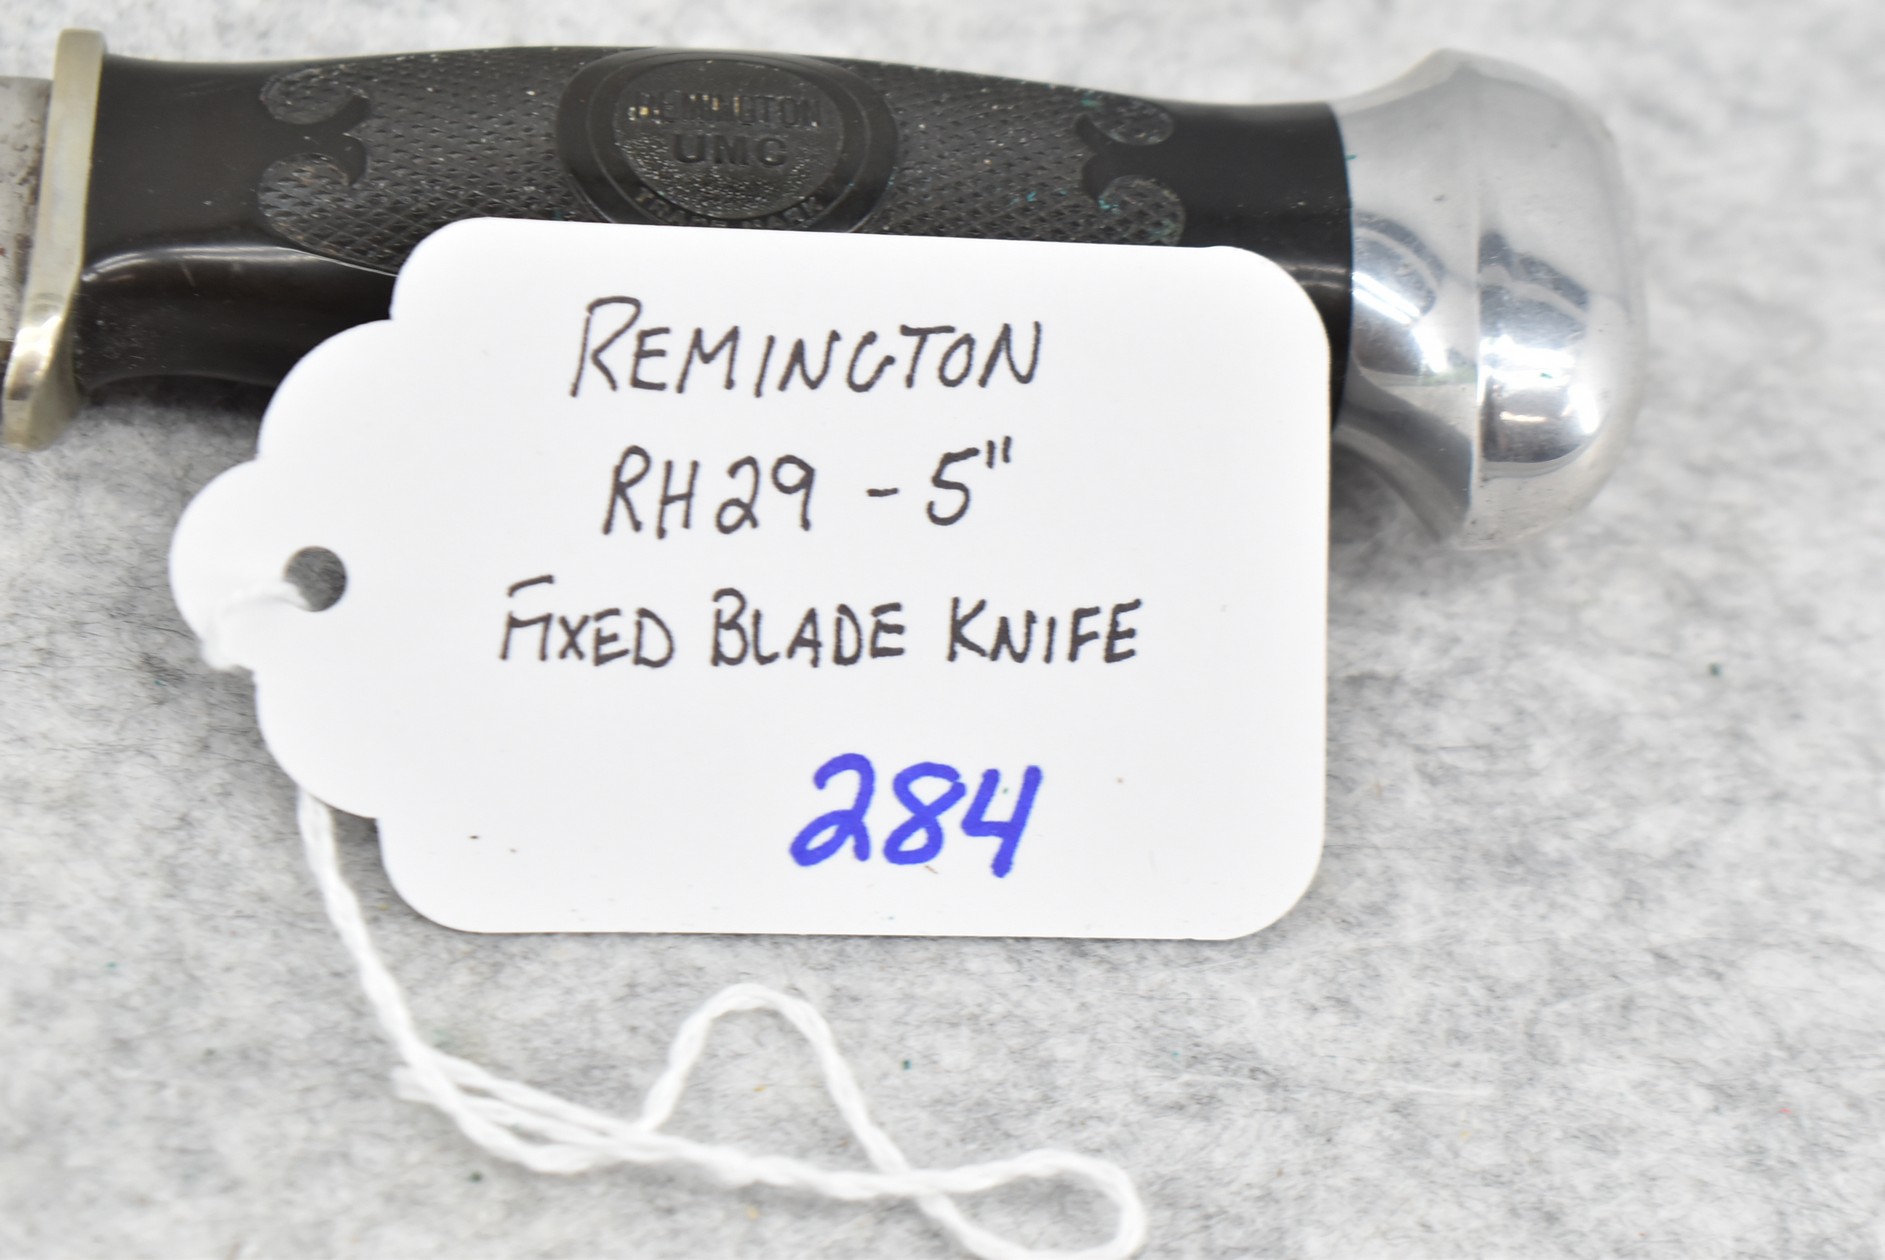 REMINGTON
UMC
REMINGTON
RH29 - 5"
FIXED BLADE KNIFE
284